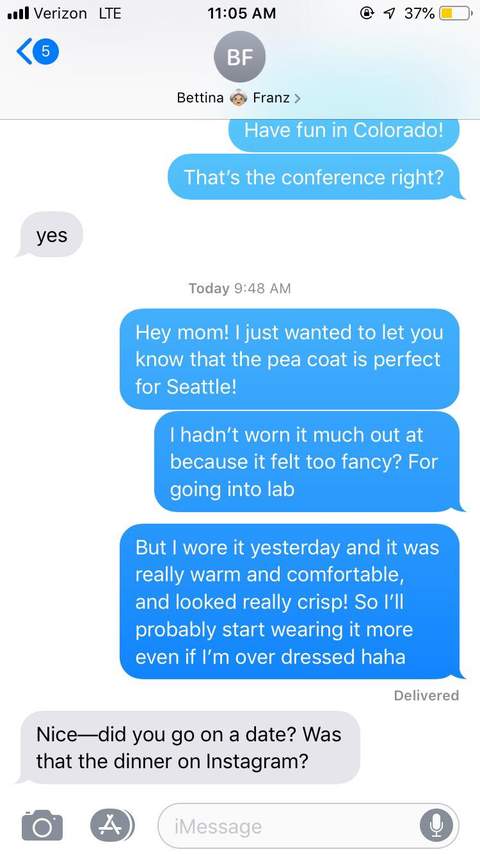 Verizon LTE 11:05 AM 37%
5
BF
Bettina 👵🏼 Franz >
Have fun in Colorado!
That’s the conference right?
yes
Today 9:48 AM
Hey mom! I just wanted to let you
know that the pea coat is perfect
for Seattle!
I hadn’t worn it much out at
because it felt too fancy? For
going into lab
But I wore it yesterday and it was
really warm and comfortable,
and looked really crisp! So I’ll
probably start wearing it more
even if I’m over dressed haha
Delivered
Nice—did you go on a date? Was
that the dinner on Instagram?
iMessage